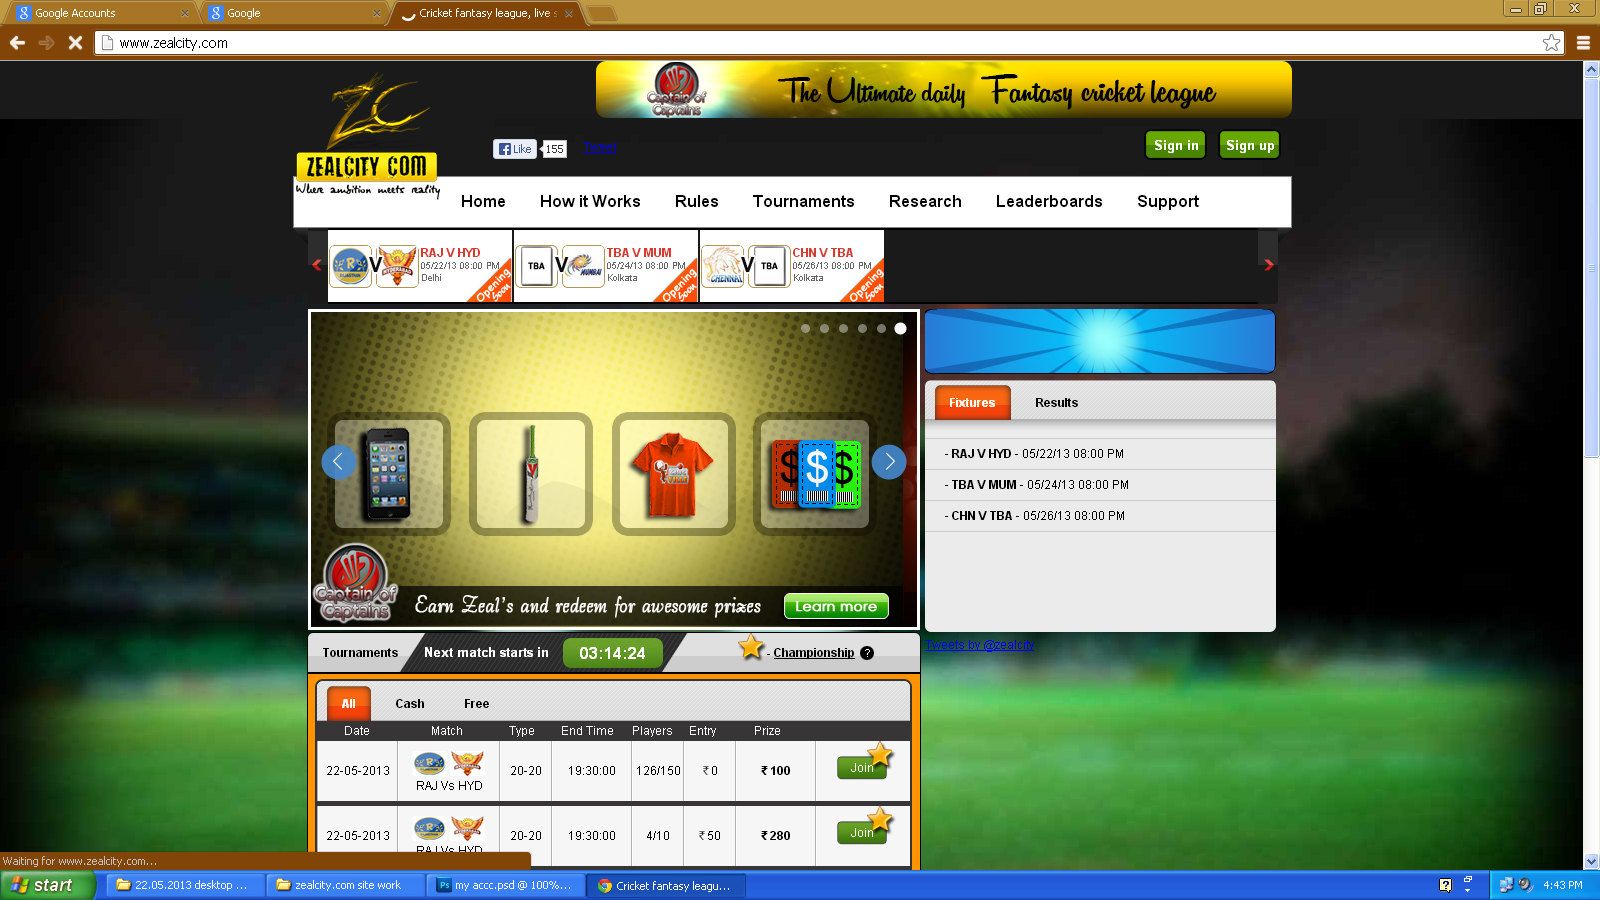 Google Accounts
Google
Cricket fantasy league, live s
www.zealcity.com
Captain of Captains
The Ultimate daily Fantasy cricket league
ZC
ZEALCITY COM
Where ambition meets reality
Like 155 Tweet
Sign in Sign up
Home How it Works Rules Tournaments Research Leaderboards Support
V RAJ V HYD
05/22/13 08:00 PM
Delhi
Opening Soon
TBA V MUMBAI TBA V MUM
05/24/13 08:00 PM
Kolkata
Opening Soon
CHENNAI V TBA CHN V TBA
05/26/13 08:00 PM
Kolkata
Opening Soon
Fixtures Results
- RAJ V HYD - 05/22/13 08:00 PM
- TBA V MUM - 05/24/13 08:00 PM
- CHN V TBA - 05/26/13 08:00 PM
$ $ $
Captain of Captains
Earn Zeal's and redeem for awesome prizes Learn more
Tweets by @zealcity
Tournaments Next match starts in 03:14:24 - Championship ?
All Cash Free
Date Match Type End Time Players Entry Prize
22-05-2013 RAJ Vs HYD 20-20 19:30:00 126/150 ₹ 0 ₹ 100 Join
22-05-2013 RAJ Vs HYD 20-20 19:30:00 4/10 ₹ 50 ₹ 280 Join
Waiting for www.zealcity.com...
start 22.05.2013 desktop ... zealcity.com site work my accc.psd @ 100%... Cricket fantasy leagu... 4:43 PM